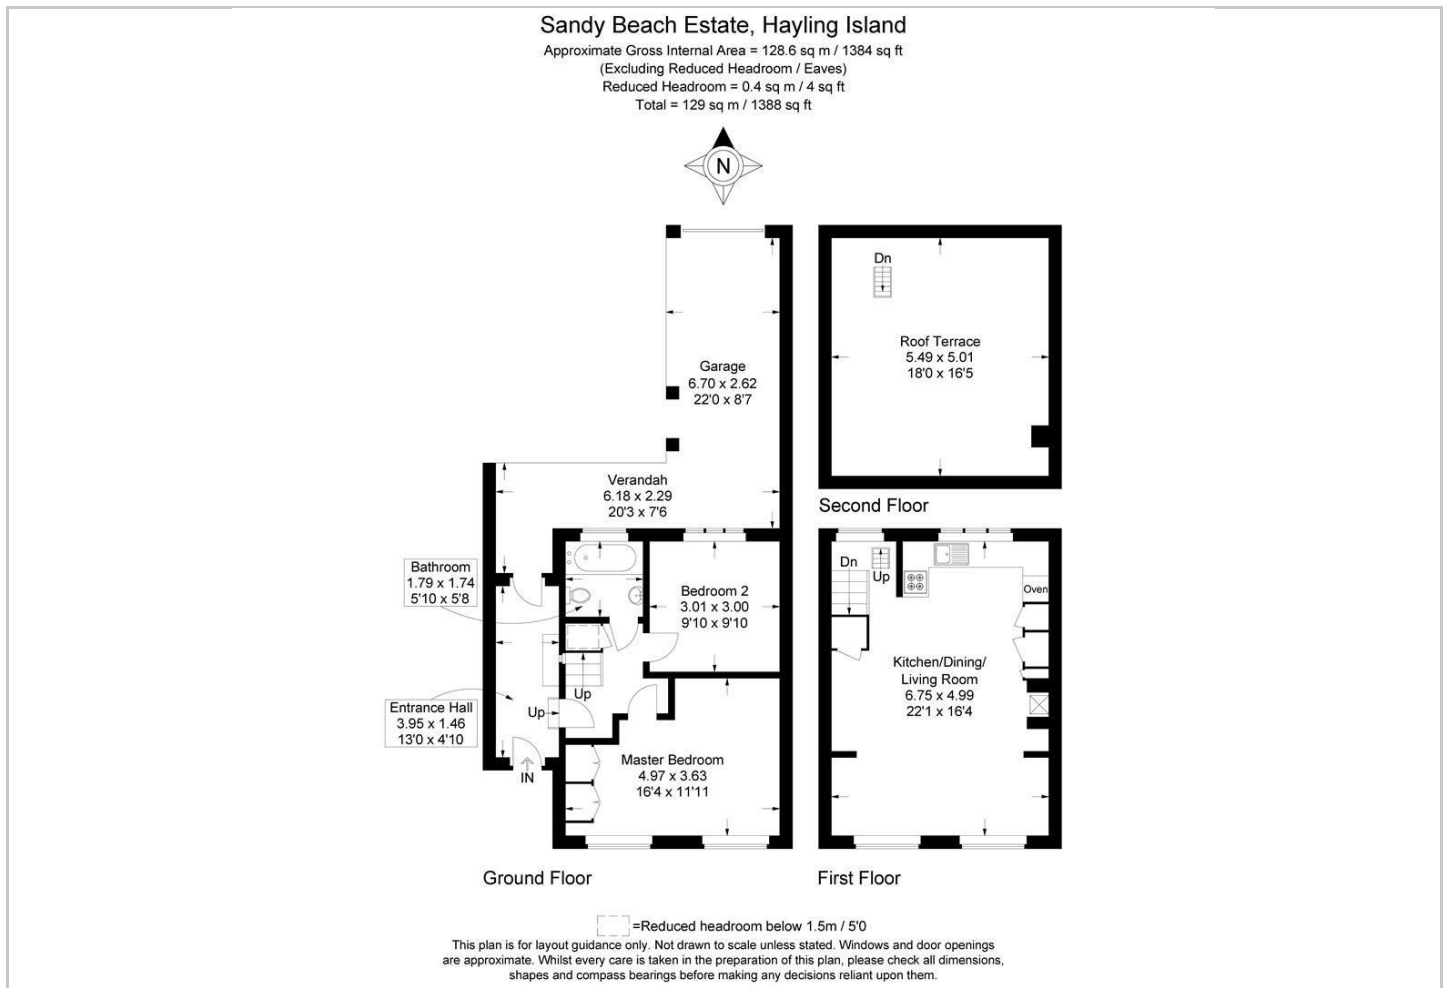 Sandy Beach Estate, Hayling Island
Approximate Gross Internal Area = 128.6 sq m / 1384 sq ft
(Excluding Reduced Headroom / Eaves)
Reduced Headroom = 0.4 sq m / 4 sq ft
Total = 129 sq m / 1388 sq ft
N
Garage
6.70 x 2.62
22'0 x 8'7
Verandah
6.18 x 2.29
20'3 x 7'6
Bathroom
1.79 x 1.74
5'10 x 5'8
Bedroom 2
3.01 x 3.00
9'10 x 9'10
Up
Up
Entrance Hall
3.95 x 1.46
13'0 x 4'10
IN
Master Bedroom
4.97 x 3.63
16'4 x 11'11
Ground Floor
Dn
Roof Terrace
5.49 x 5.01
18'0 x 16'5
Second Floor
Dn
Up
Oven
Kitchen/Dining/
Living Room
6.75 x 4.99
22'1 x 16'4
First Floor
=Reduced headroom below 1.5m / 5'0
This plan is for layout guidance only. Not drawn to scale unless stated. Windows and door openings
are approximate. Whilst every care is taken in the preparation of this plan, please check all dimensions,
shapes and compass bearings before making any decisions reliant upon them.